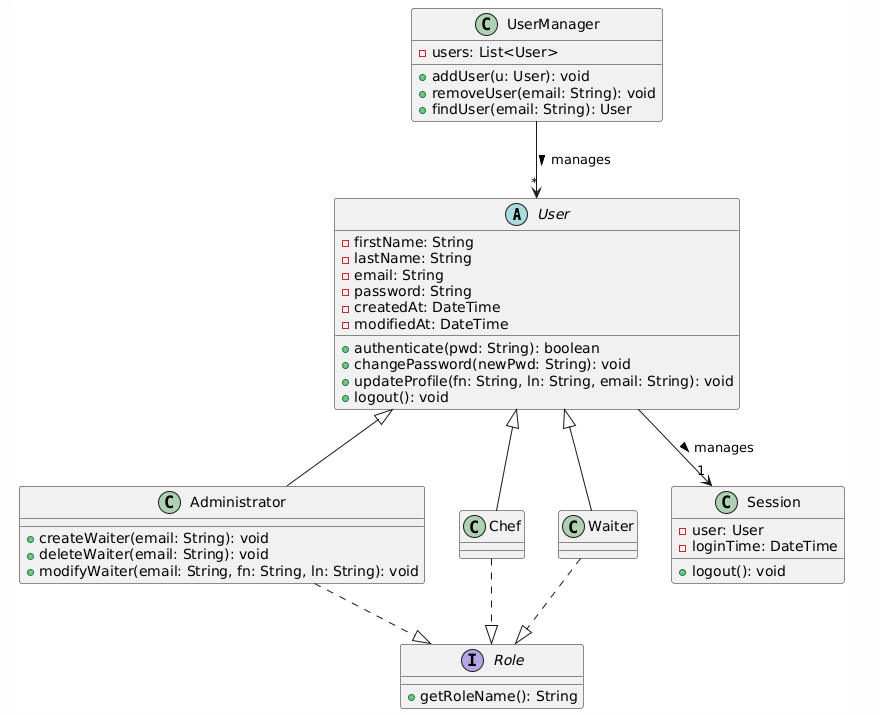 C UserManager
users: List<User>
addUser(u: User): void
removeUser(email: String): void
findUser(email: String): User
manages
*
A User
firstName: String
lastName: String
email: String
password: String
createdAt: DateTime
modifiedAt: DateTime
authenticate(pwd: String): boolean
changePassword(newPwd: String): void
updateProfile(fn: String, ln: String, email: String): void
logout(): void
manages
1
C Administrator
createWaiter(email: String): void
deleteWaiter(email: String): void
modifyWaiter(email: String, fn: String, ln: String): void
C Chef
C Waiter
C Session
user: User
loginTime: DateTime
logout(): void
I Role
getRoleName(): String